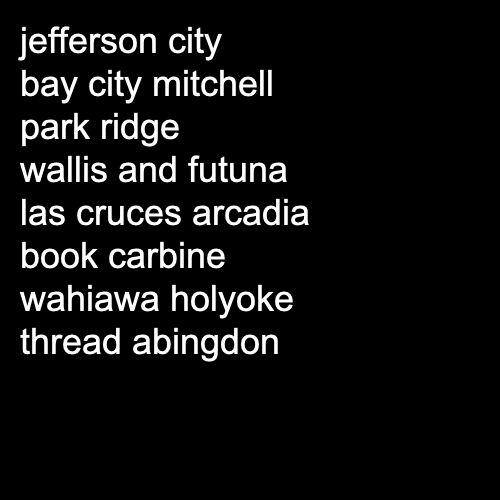 jefferson city
bay city mitchell
park ridge
wallis and futuna
las cruces arcadia
book carbine
wahiawa holyoke
thread abingdon